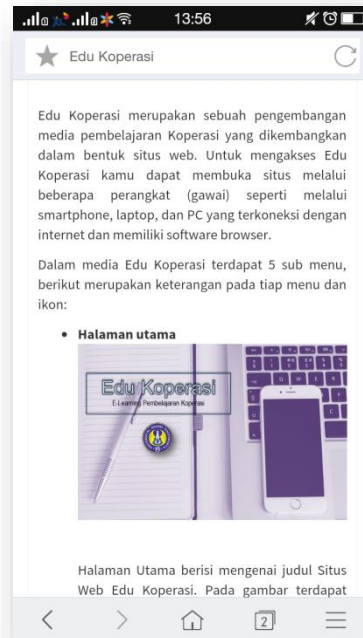 13:56
Edu Koperasi
Edu Koperasi merupakan sebuah pengembangan
media pembelajaran Koperasi yang dikembangkan
dalam bentuk situs web. Untuk mengakses Edu
Koperasi kamu dapat membuka situs melalui
beberapa perangkat (gawai) seperti melalui
smartphone, laptop, dan PC yang terkoneksi dengan
internet dan memiliki software browser.
Dalam media Edu Koperasi terdapat 5 sub menu,
berikut merupakan keterangan pada tiap menu dan
ikon:
• Halaman utama
Edu Koperasi
E-Learning Pembelajaran Koperasi
Halaman Utama berisi mengenai judul Situs
Web Edu Koperasi. Pada gambar terdapat
2